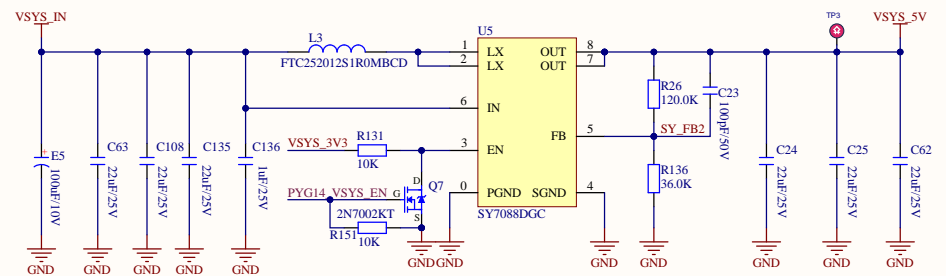 VSYS_IN
TP3
VSYS_5V
L3
FTC252012S1R0MBCD
U5
1
LX
OUT
8
2
LX
OUT
7
6
IN
R26
120.0K
C23
100pF/50V
VSYS_3V3
R131
10K
3
EN
FB
5
SY_FB2
E5
100uF/10V
C63
22uF/25V
C108
22uF/25V
C135
22uF/25V
C136
1uF/25V
PYG14_VSYS_EN
G
D
S
Q7
2N7002KT
R151
10K
0
PGND
SGND
4
SY7088DGC
R136
36.0K
C24
22uF/25V
C25
22uF/25V
C62
22uF/25V
GND
GND
GND
GND
GND
GND
GND
GND
GND
GND
GND
GND